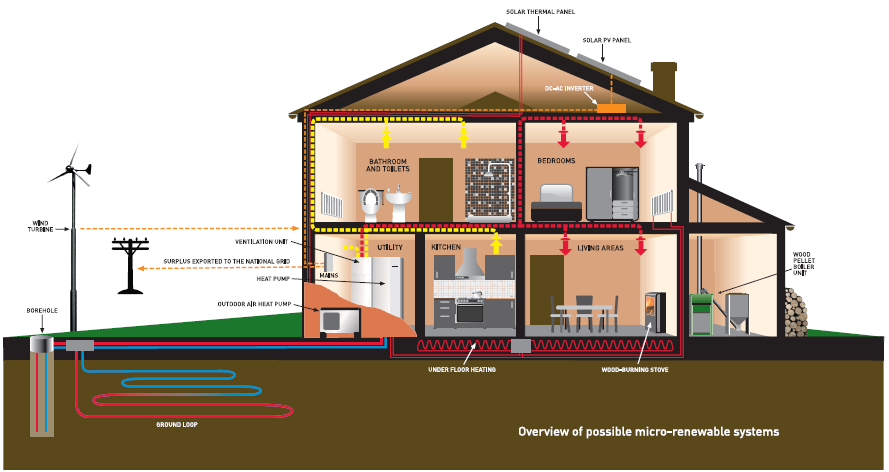 SOLAR THERMAL PANEL
SOLAR PV PANEL
DC-AC INVERTER
BATHROOM
AND TOILETS
BEDROOMS
WIND
TURBINE
VENTILATION UNIT
UTILITY
KITCHEN
LIVING AREAS
SURPLUS EXPORTED TO THE NATIONAL GRID
MAINS
HEAT PUMP
WOOD
PELLET
BOILER
UNIT
OUTDOOR AIR HEAT PUMP
BOREHOLE
UNDER FLOOR HEATING
WOOD-BURNING STOVE
GROUND LOOP
Overview of possible micro-renewable systems